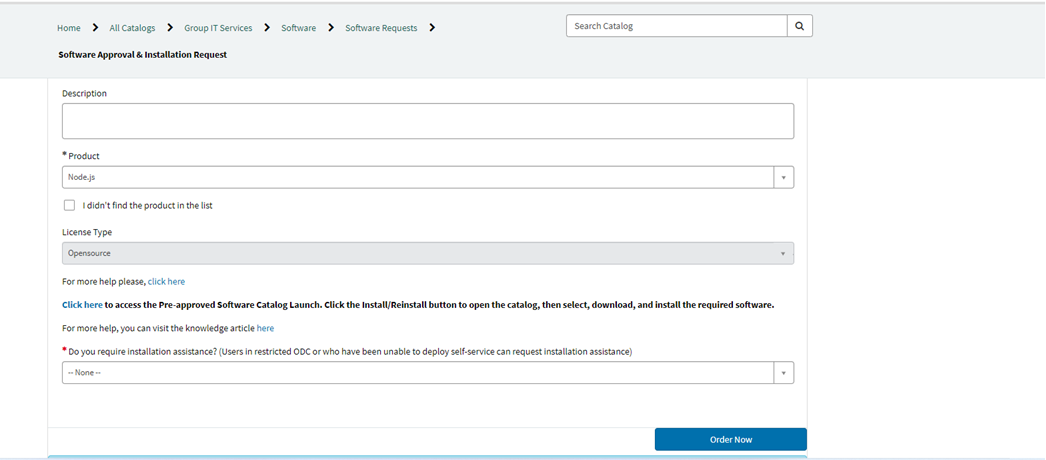 Home > All Catalogs > Group IT Services > Software > Software Requests >
Search Catalog
Software Approval & Installation Request
Description
* Product
Node.js
I didn't find the product in the list
License Type
Opensource
For more help please, click here
Click here to access the Pre-approved Software Catalog Launch. Click the Install/Reinstall button to open the catalog, then select, download, and install the required software.
For more help, you can visit the knowledge article here
* Do you require installation assistance? (Users in restricted ODC or who have been unable to deploy self-service can request installation assistance)
-- None --
Order Now